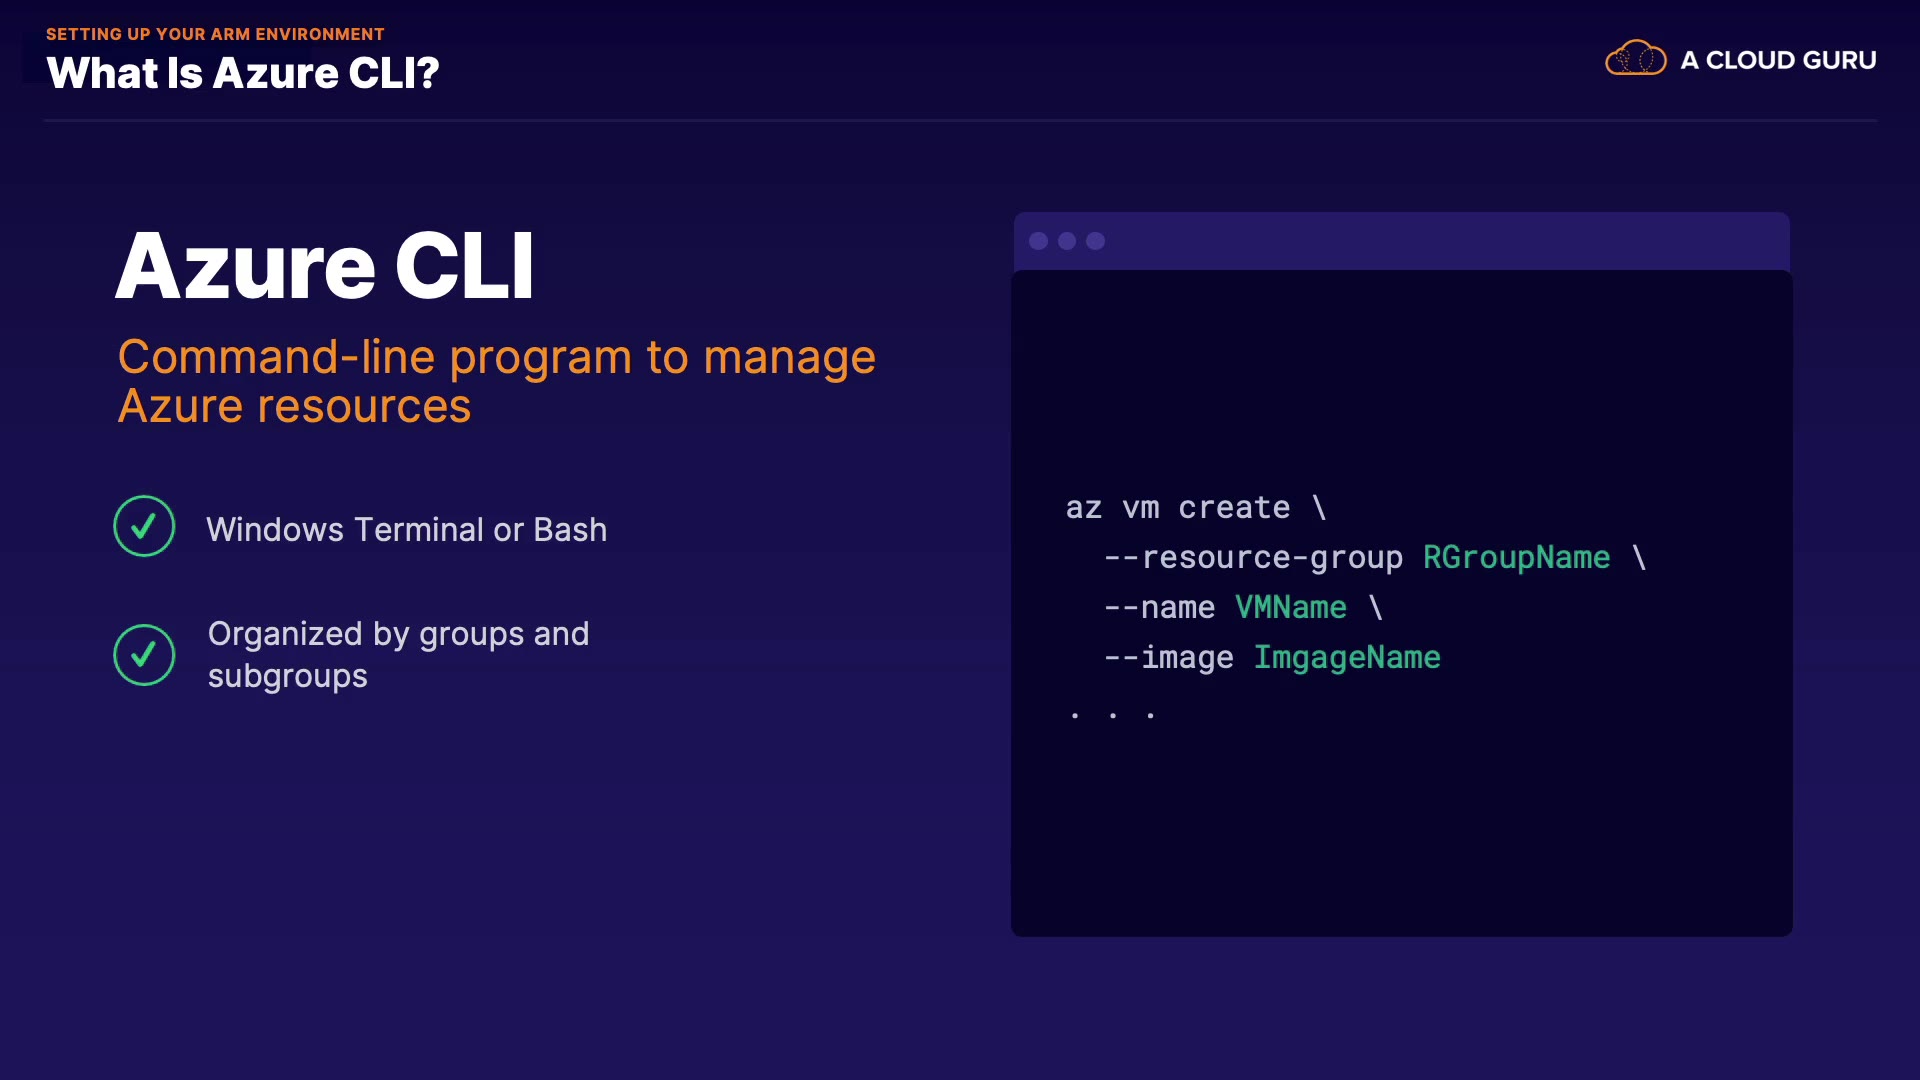 SETTING UP YOUR ARM ENVIRONMENT
What Is Azure CLI?
A CLOUD GURU
Azure CLI
Command-line program to manage
Azure resources
Windows Terminal or Bash
Organized by groups and
subgroups
az vm create \
--resource-group RGroupName \
--name VMName \
--image ImgageName
. . .